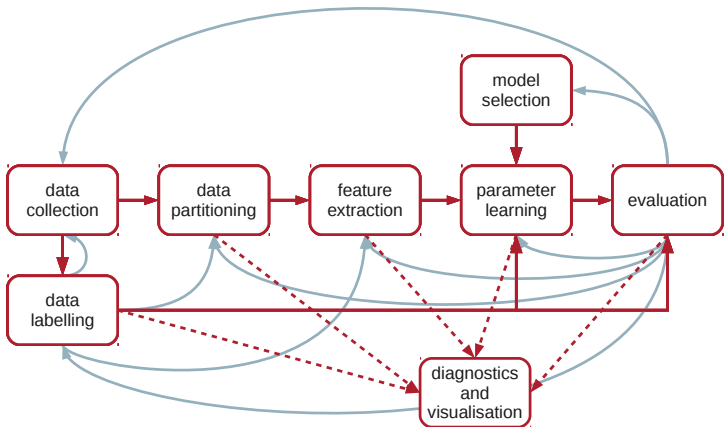 model
selection
data
collection
data
partitioning
feature
extraction
parameter
learning
evaluation
data
labelling
diagnostics
and
visualisation